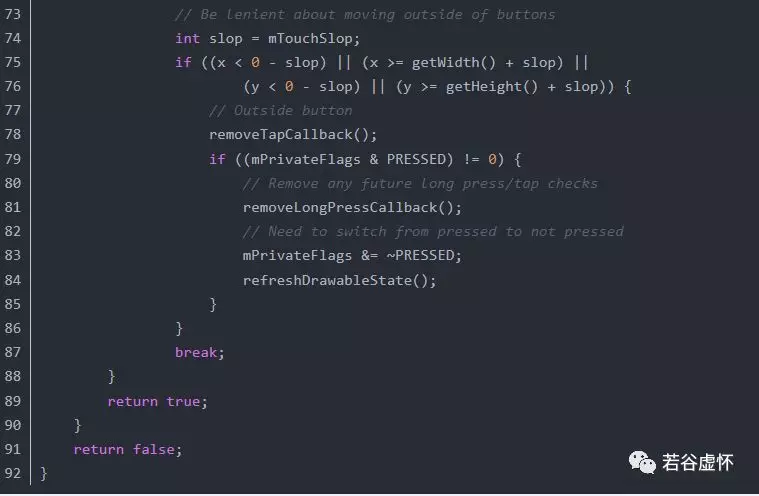 73                 // Be lenient about moving outside of buttons
74                 int slop = mTouchSlop;
75                 if ((x < 0 - slop) || (x >= getWidth() + slop) ||
76                         (y < 0 - slop) || (y >= getHeight() + slop)) {
77                     // Outside button
78                     removeTapCallback();
79                     if ((mPrivateFlags & PRESSED) != 0) {
80                         // Remove any future long press/tap checks
81                         removeLongPressCallback();
82                         // Need to switch from pressed to not pressed
83                         mPrivateFlags &= ~PRESSED;
84                         refreshDrawableState();
85                     }
86                 }
87                 break;
88         }
89         return true;
90     }
91     return false;
92 }
若谷虚怀